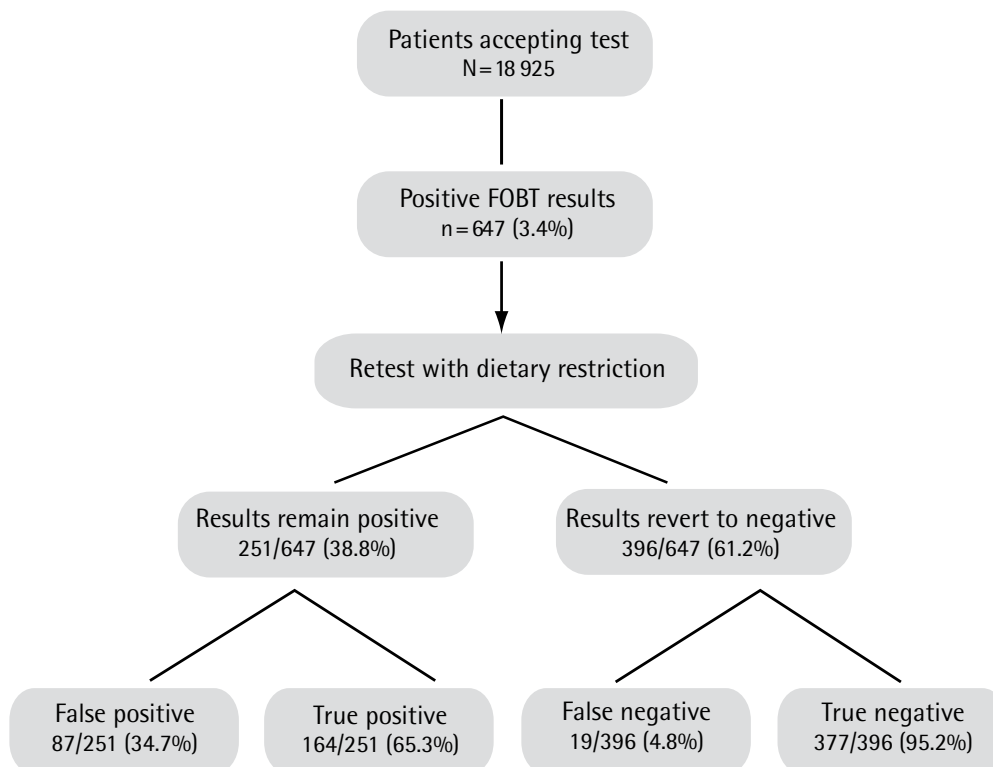 Patients accepting test
N=18 925
Positive FOBT results
n=647 (3.4%)
Retest with dietary restriction
Results remain positive
251/647 (38.8%)
Results revert to negative
396/647 (61.2%)
False positive
87/251 (34.7%)
True positive
164/251 (65.3%)
False negative
19/396 (4.8%)
True negative
377/396 (95.2%)